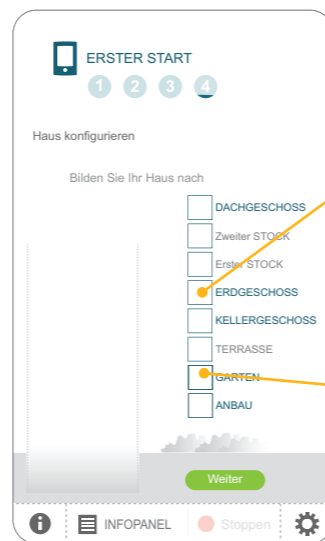 ERSTER START
1 2 3 4
Haus konfigurieren
Bilden Sie Ihr Haus nach
DACHGESCHOSS
Zweiter STOCK
Erster STOCK
ERDGESCHOSS
KELLERGESCHOSS
TERRASSE
GARTEN
ANBAU
Weiter
INFOPANEL Stoppen